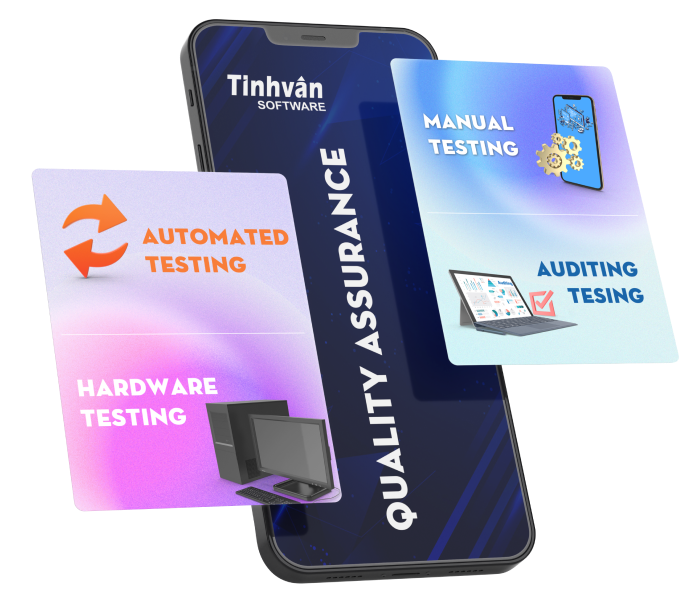 Tinhvân
SOFTWARE
QUALITY ASSURANCE
AUTOMATED
TESTING
HARDWARE
TESTING
MANUAL
TESTING
AUDITING
TESING